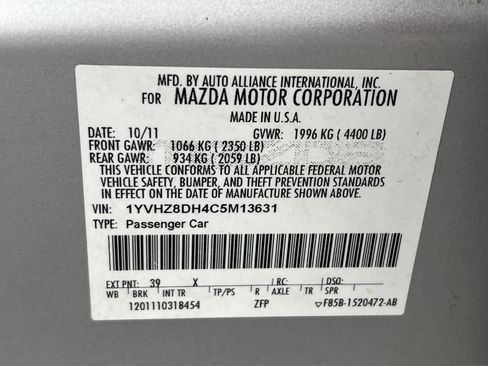 MFD. BY AUTO ALLIANCE INTERNATIONAL, INC.
FOR MAZDA MOTOR CORPORATION
MADE IN U.S.A.
DATE: 10/11 GVWR: 1996 KG (4400 LB)
FRONT GAWR: 1066 KG (2350 LB)
REAR GAWR: 934 KG (2059 LB)
THIS VEHICLE CONFORMS TO ALL APPLICABLE FEDERAL MOTOR
VEHICLE SAFETY, BUMPER, AND THEFT PREVENTION STANDARDS
IN EFFECT ON THE DATE OF MANUFACTURE SHOWN ABOVE.
VIN: 1YVHZ8DH4C5M13631
TYPE: Passenger Car
EXT PNT: 39 X RC: DSO:
WB BRK INT TR TP/PS R AXLE TR SPR
1201110318454 ZFP ▽F85B-1520472-AB